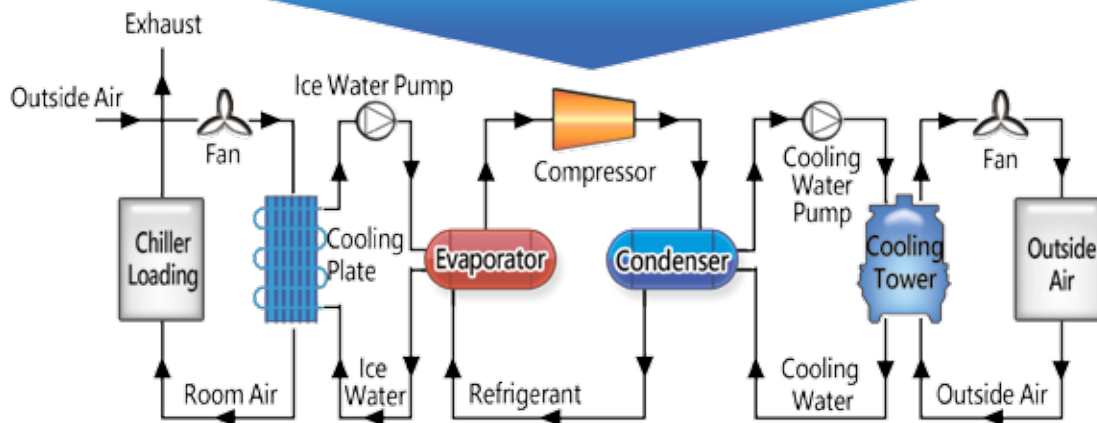 Exhaust
Outside Air
Fan
Ice Water Pump
Compressor
Cooling
Water
Pump
Fan
Chiller
Loading
Cooling
Plate
Evaporator
Condenser
Cooling
Tower
Outside
Air
Room Air
Ice
Water
Refrigerant
Cooling
Water
Outside Air